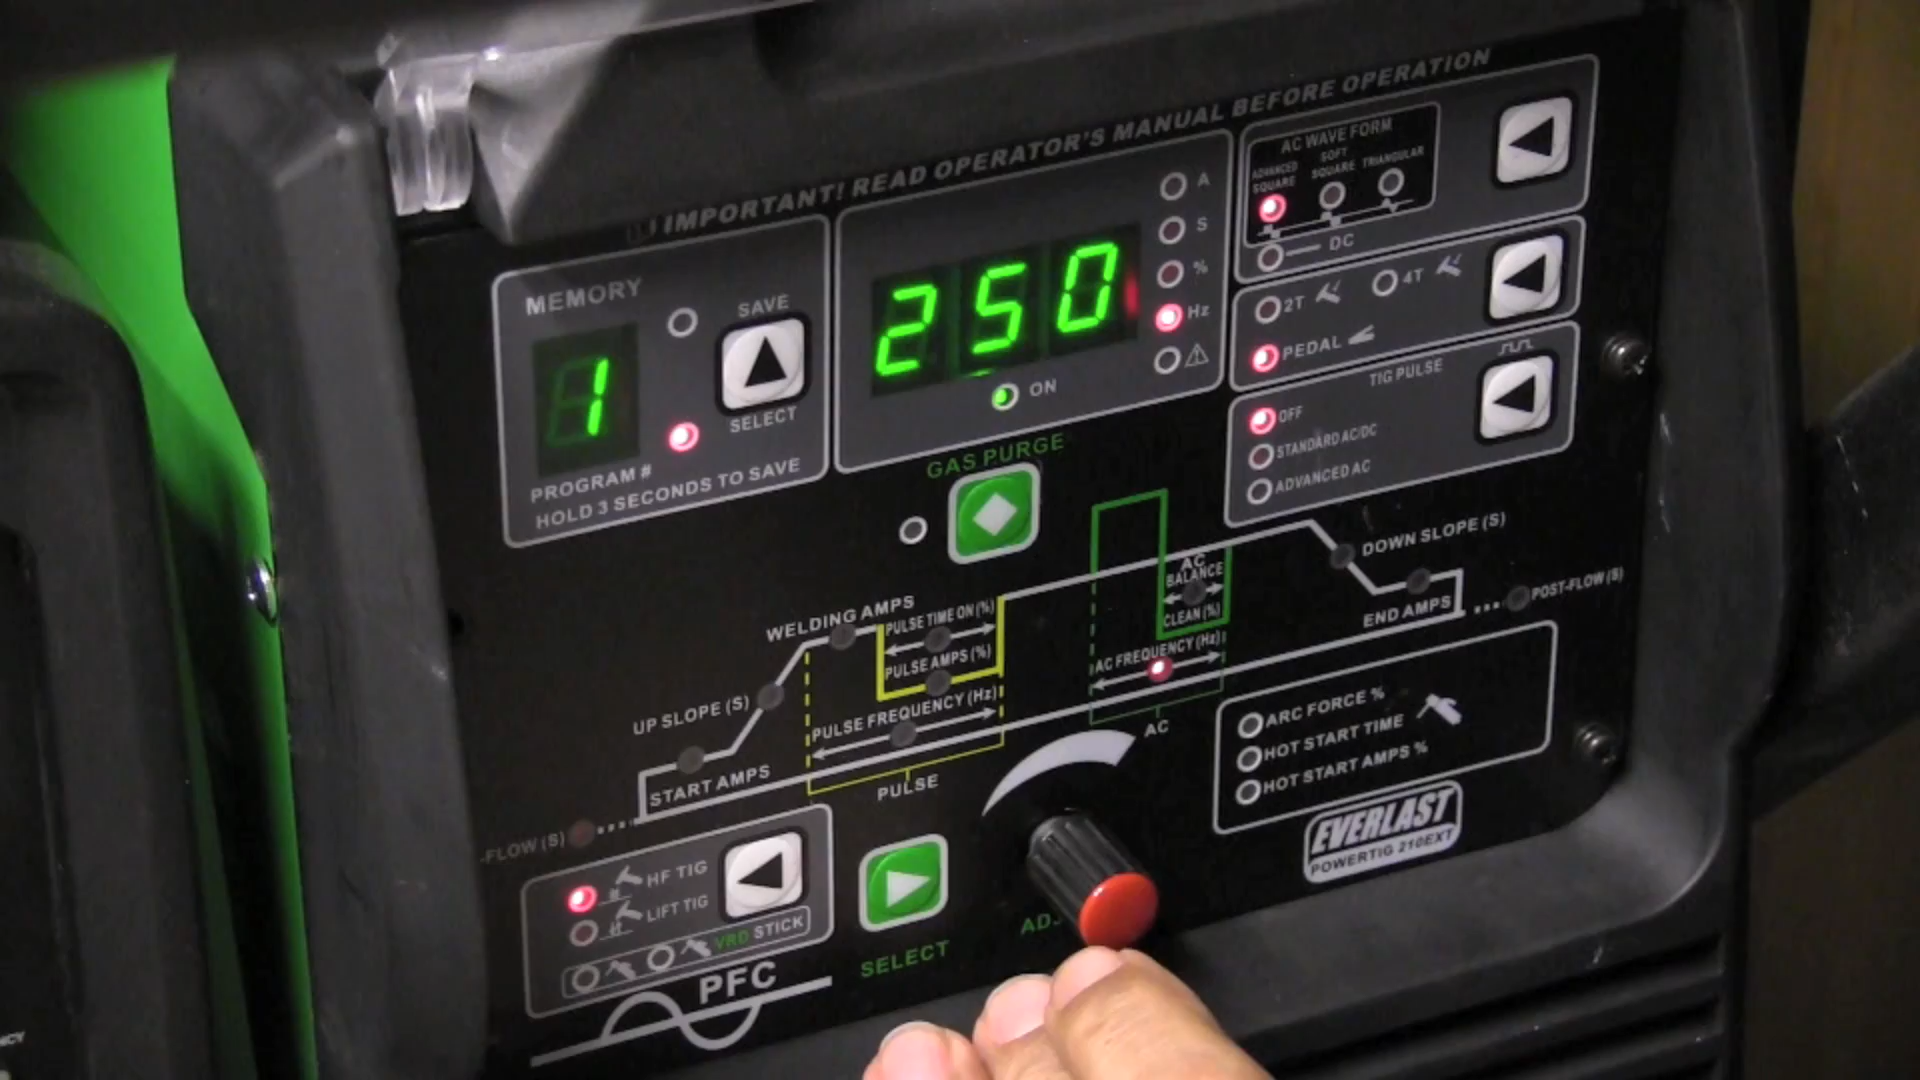 IMPORTANT! READ OPERATOR'S MANUAL BEFORE OPERATION
MEMORY
SAVE
1
SELECT
PROGRAM #
HOLD 3 SECONDS TO SAVE
250
ON
A
S
%
Hz
AC WAVE FORM
ADVANCED SQUARE
SOFT SQUARE
TRIANGULAR
DC
2T
4T
PEDAL
TIG PULSE
OFF
STANDARD AC/DC
ADVANCED AC
GAS PURGE
-FLOW (S)
START AMPS
UP SLOPE (S)
WELDING AMPS
PULSE TIME ON (%)
PULSE AMPS (%)
PULSE FREQUENCY (Hz)
PULSE
AC BALANCE
CLEAN (%)
AC FREQUENCY (Hz)
AC
DOWN SLOPE (S)
END AMPS
POST-FLOW (S)
ARC FORCE %
HOT START TIME
HOT START AMPS %
HF TIG
LIFT TIG
VRD STICK
SELECT
ADJ
PFC
EVERLAST
POWERTIG 210EXT